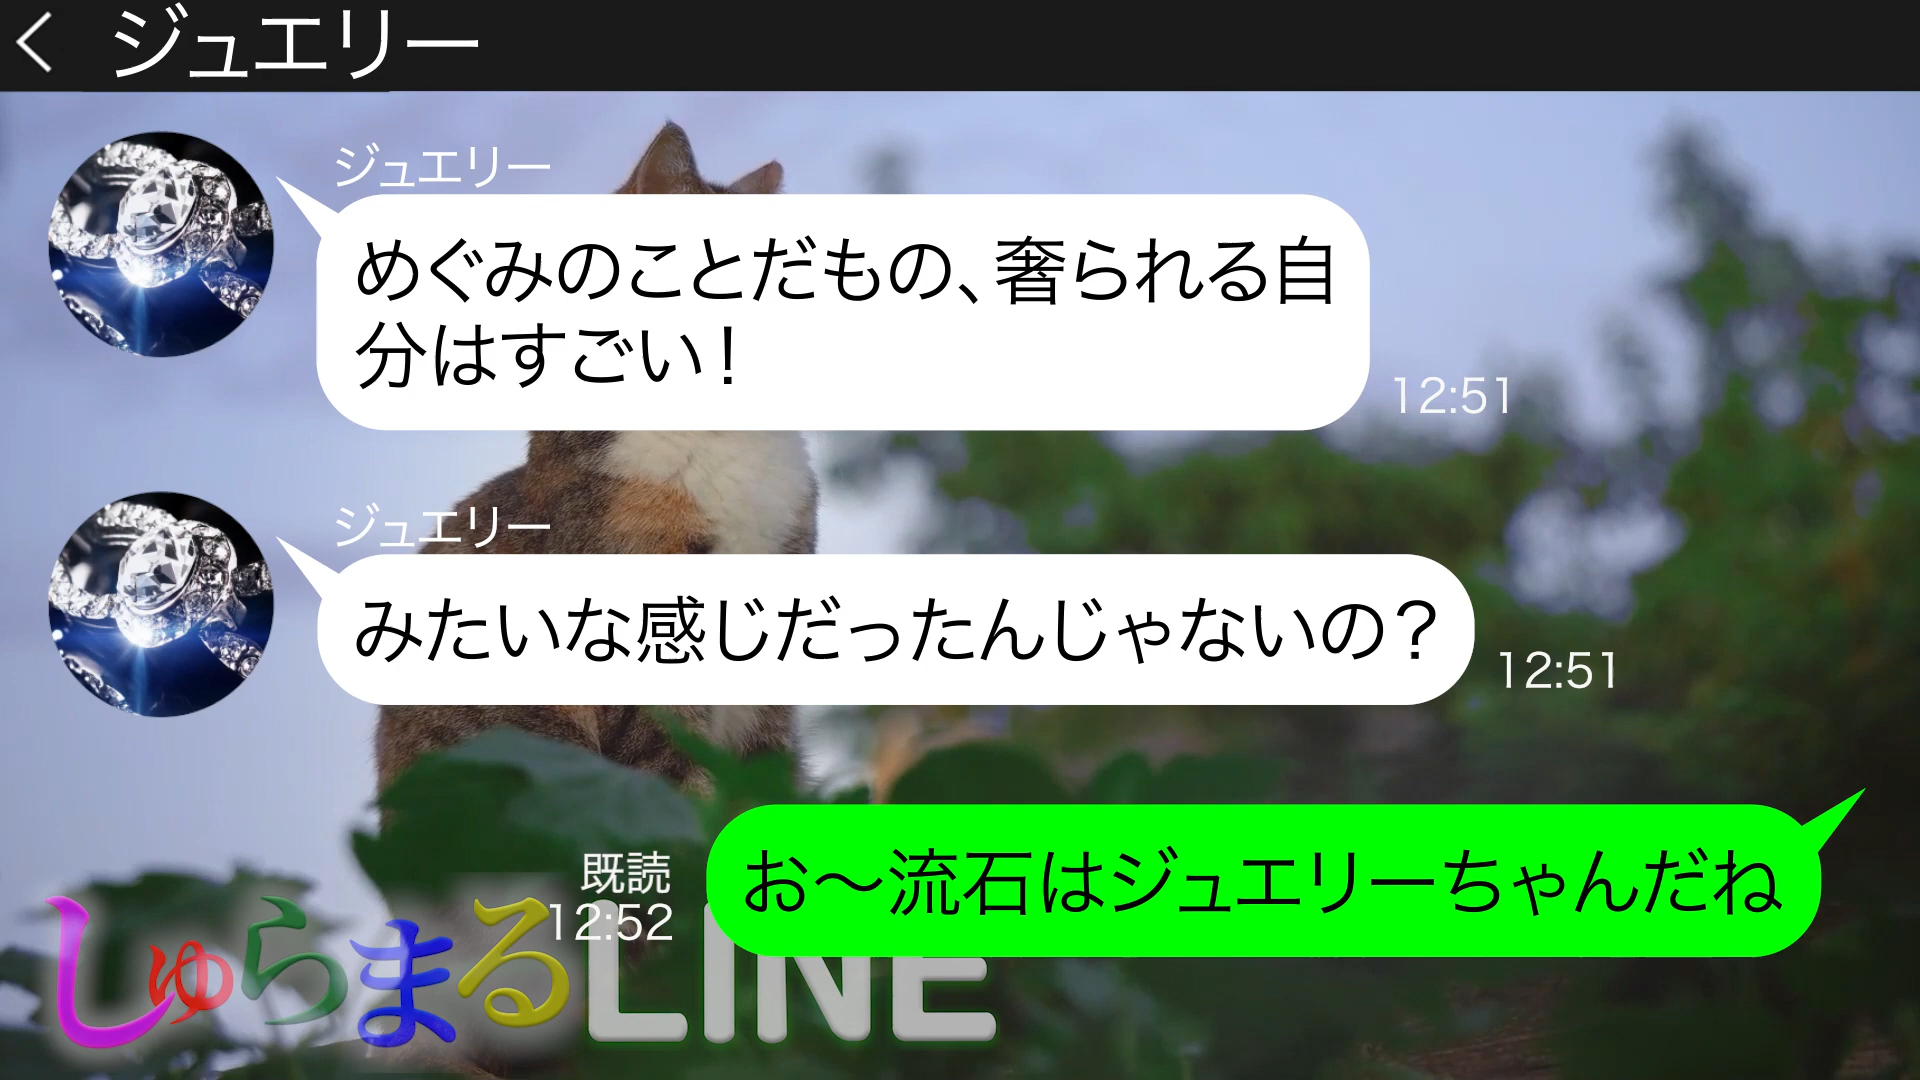 ジュエリー
ジュエリー
めぐみのことだもの、奢られる自
分はすごい！
12:51
ジュエリー
みたいな感じだったんじゃないの？
12:51
お～流石はジュエリーちゃんだね
既読
12:52
しゅらまるLINE